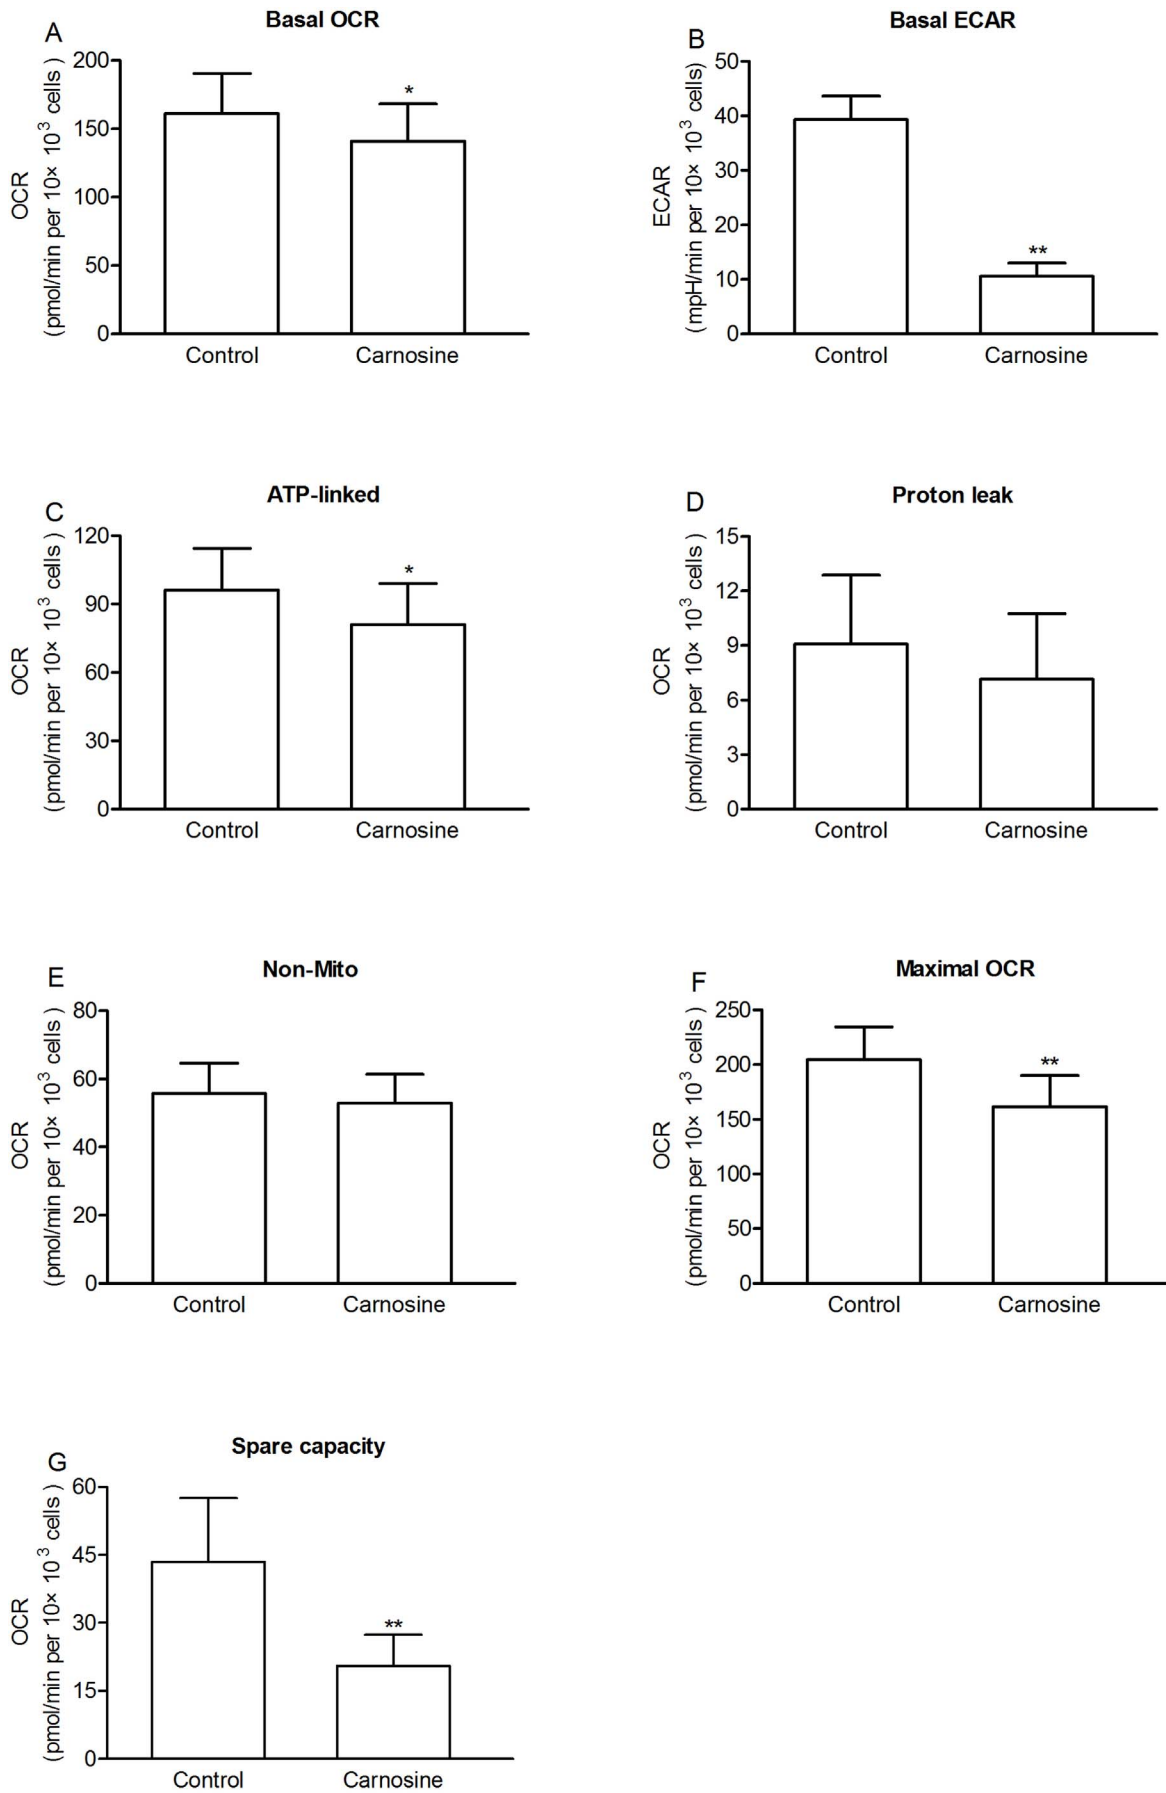 A
Basal OCR
OCR
(pmol/min per 10× 10³ cells )
200
150
100
50
0
*
Control Carnosine
B
Basal ECAR
ECAR
(mpH/min per 10× 10³ cells)
50
40
30
20
10
0
**
Control Carnosine
C
ATP-linked
OCR
(pmol/min per 10× 10³ cells )
120
90
60
30
0
*
Control Carnosine
D
Proton leak
OCR
(pmol/min per 10× 10³ cells )
15
12
9
6
3
0
Control Carnosine
E
Non-Mito
OCR
(pmol/min per 10× 10³ cells )
80
60
40
20
0
Control Carnosine
F
Maximal OCR
OCR
(pmol/min per 10× 10³ cells )
250
200
150
100
50
0
**
Control Carnosine
G
Spare capacity
OCR
(pmol/min per 10× 10³ cells )
60
45
30
15
0
**
Control Carnosine